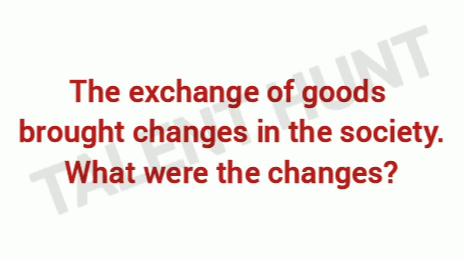 TALENT HUNT
The exchange of goods
brought changes in the society.
What were the changes?